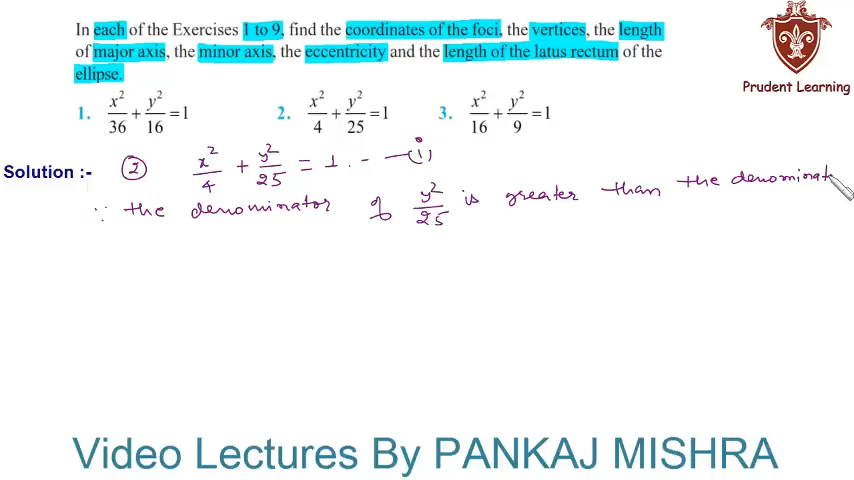 In each of the Exercises 1 to 9, find the coordinates of the foci, the vertices, the length
of major axis, the minor axis, the eccentricity and the length of the latus rectum of the
ellipse.
Prudent Learning
1. x²/36 + y²/16 = 1 2. x²/4 + y²/25 = 1 3. x²/16 + y²/9 = 1
Solution :- ② x²/4 + y²/25 = 1 - - (i)
∵ the denominator of y²/25 is greater than the denominat
Video Lectures By PANKAJ MISHRA